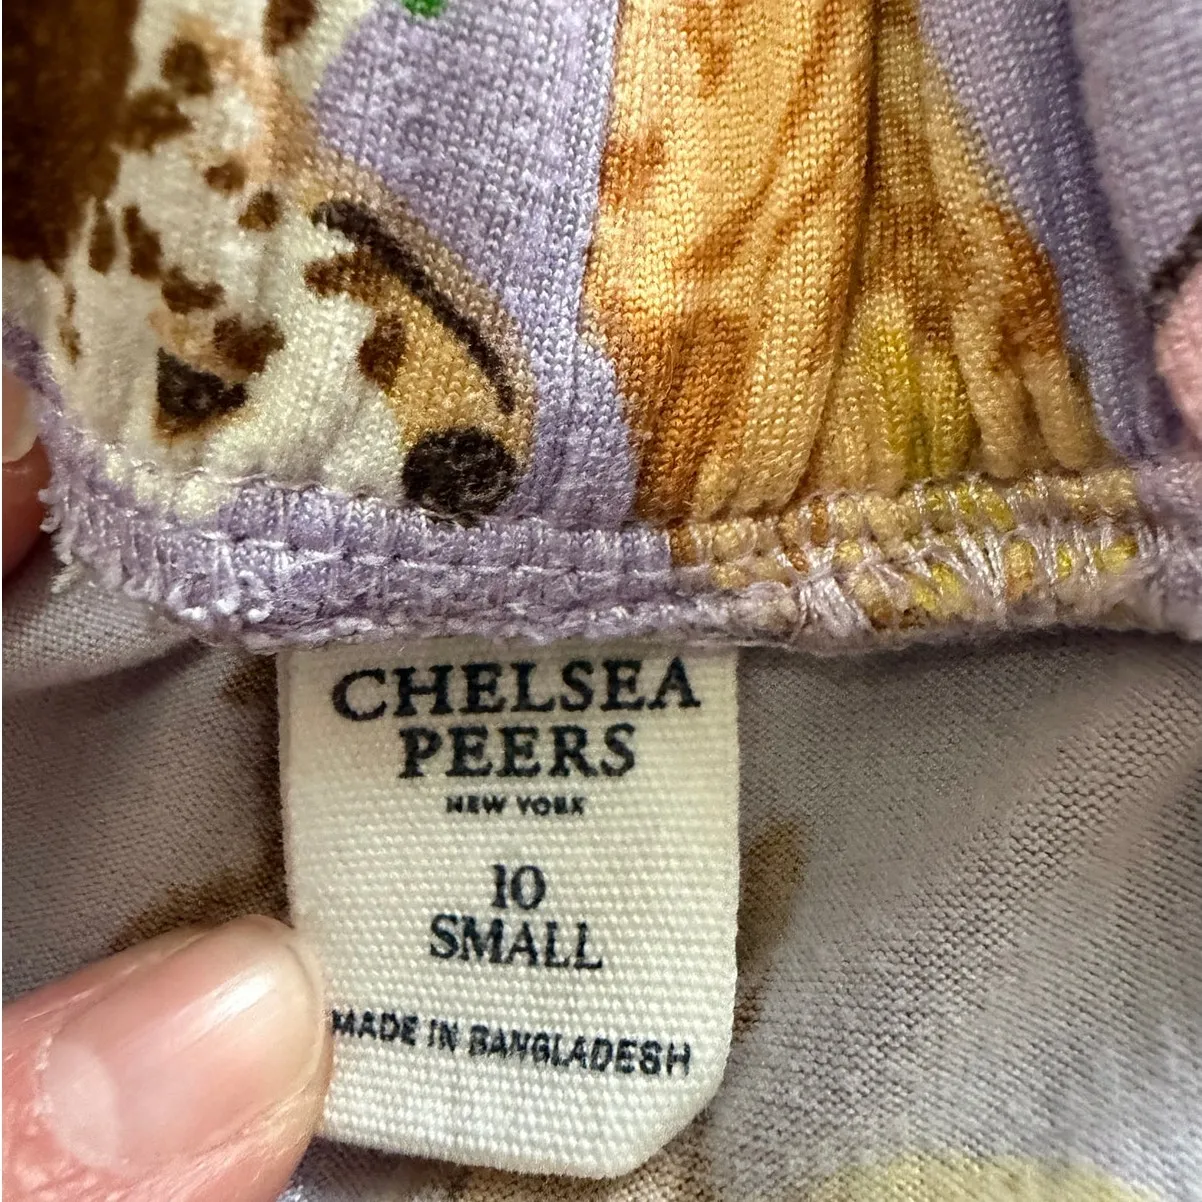 CHELSEA
PEERS
NEW YORK
10
SMALL
MADE IN BANGLADESH